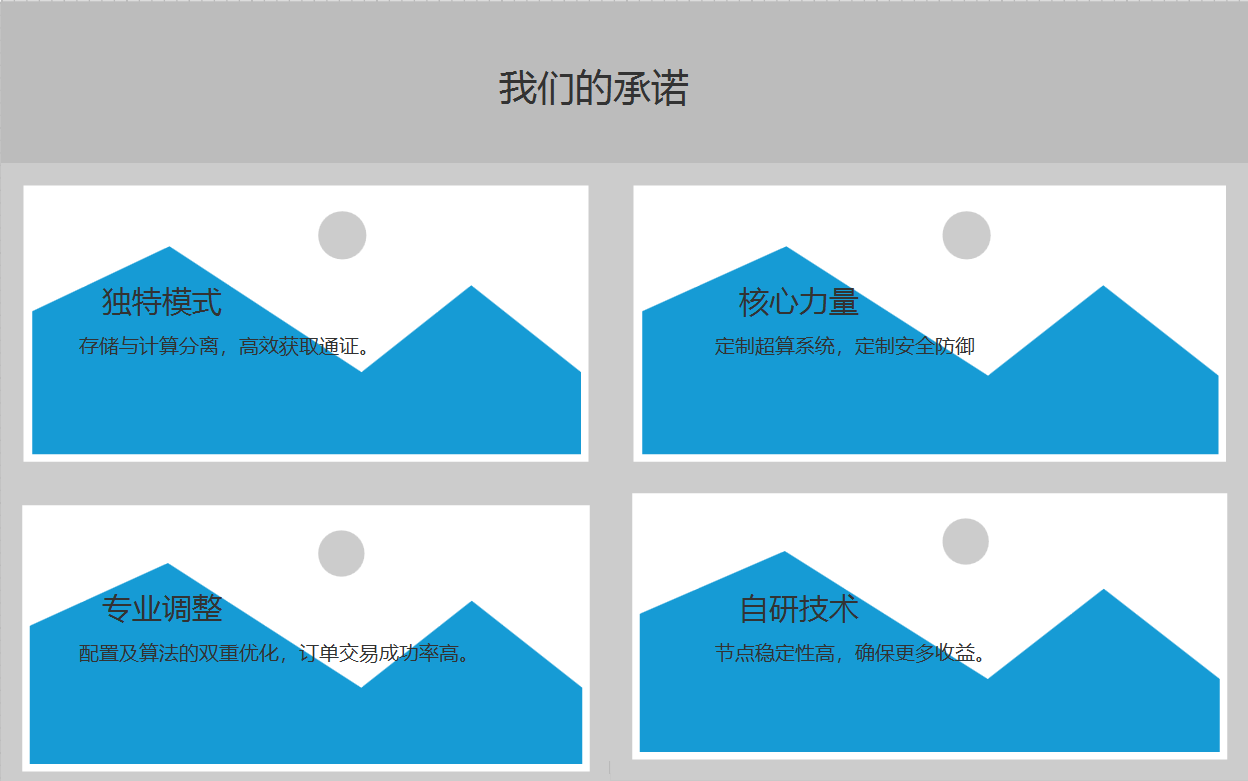 我们的承诺
独特模式
存储与计算分离，高效获取通证。
核心力量
定制超算系统，定制安全防御
专业调整
配置及算法的双重优化，订单交易成功率高。
自研技术
节点稳定性高，确保更多收益。